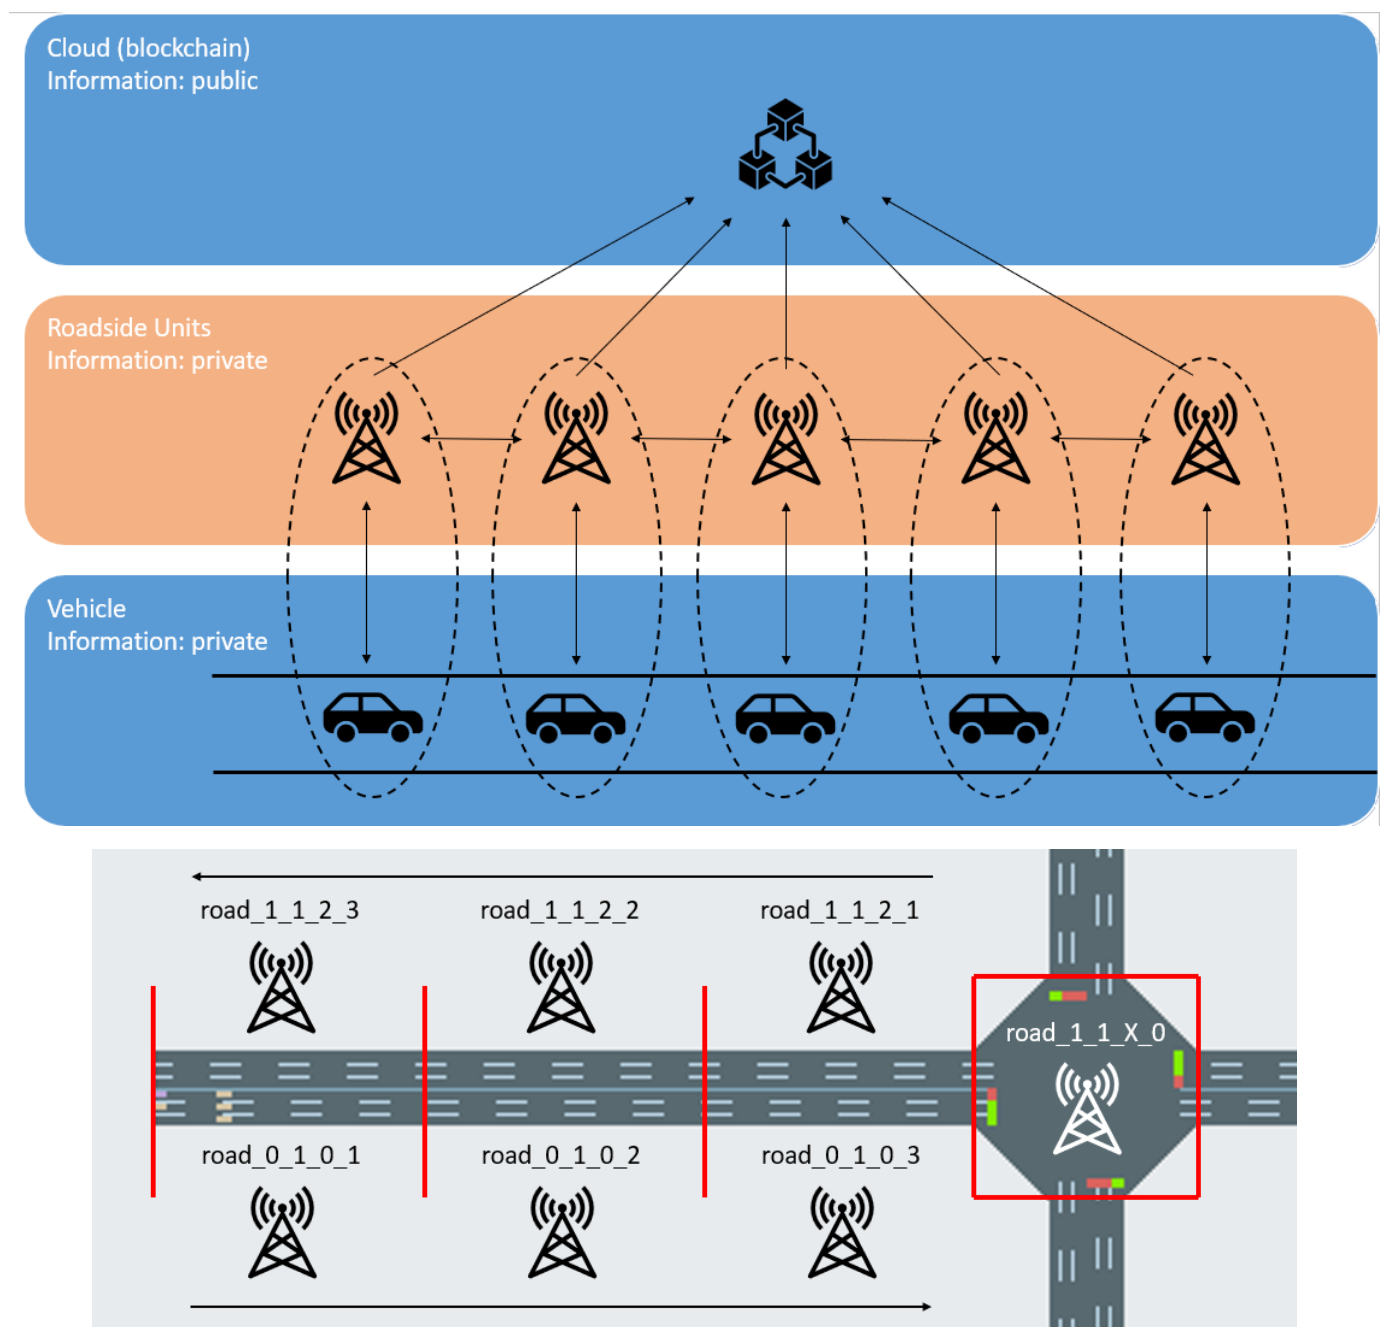 Cloud (blockchain)
Information: public
Roadside Units
Information: private
Vehicle
Information: private
road_1_1_2_3
road_1_1_2_2
road_1_1_2_1
road_1_1_X_0
road_0_1_0_1
road_0_1_0_2
road_0_1_0_3